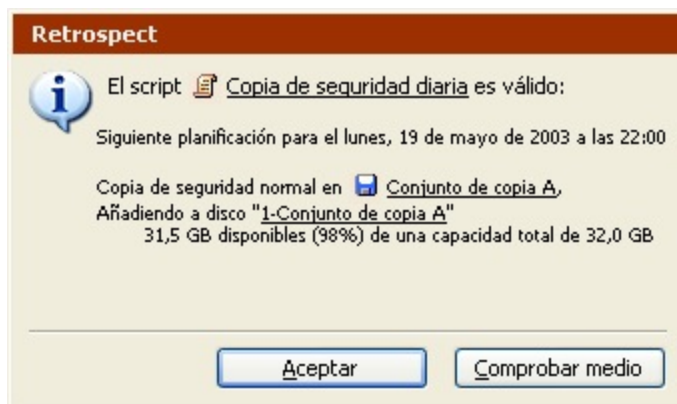 Retrospect
El script Copia de seguridad diaria es válido:
Siguiente planificación para el lunes, 19 de mayo de 2003 a las 22:00
Copia de seguridad normal en Conjunto de copia A,
Añadiendo a disco "1-Conjunto de copia A"
31,5 GB disponibles (98%) de una capacidad total de 32,0 GB
Aceptar
Comprobar medio